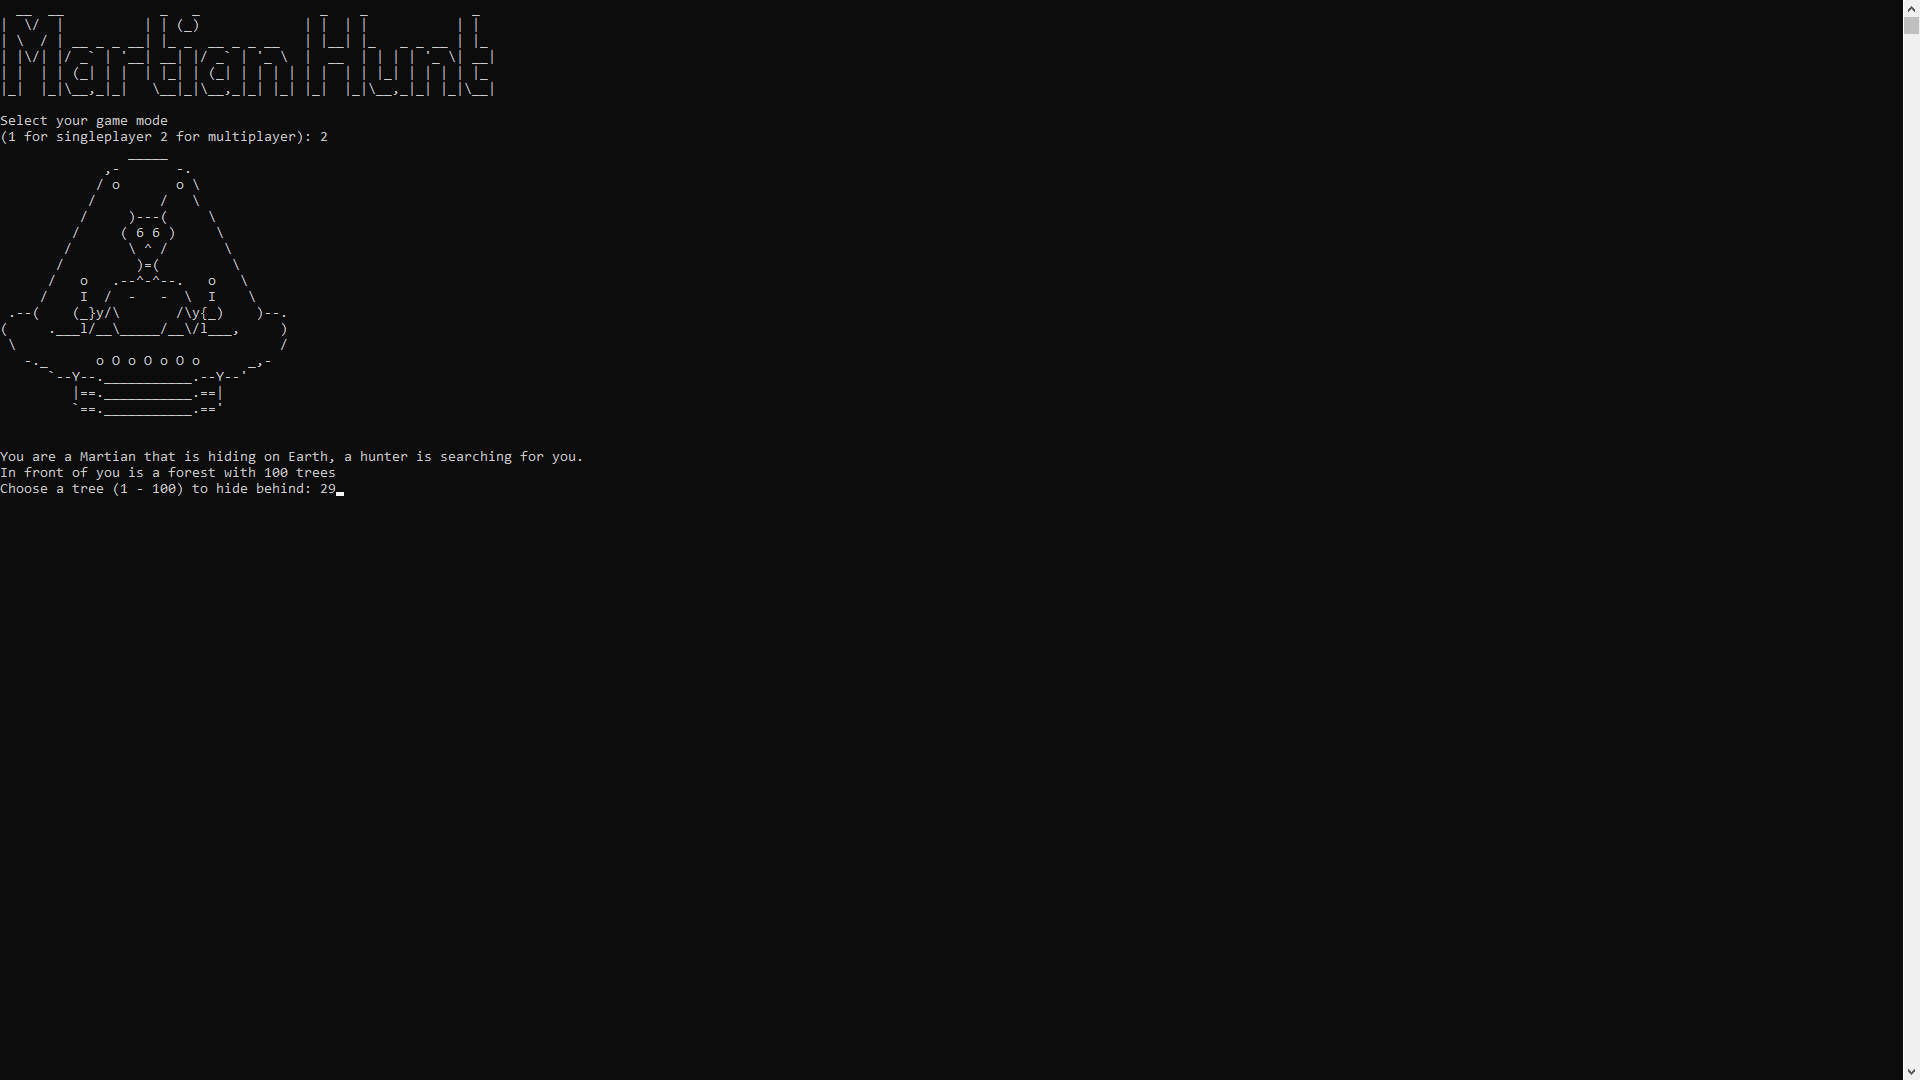 Martian Hunt
Select your game mode
(1 for singleplayer 2 for multiplayer): 2
You are a Martian that is hiding on Earth, a hunter is searching for you.
In front of you is a forest with 100 trees
Choose a tree (1 - 100) to hide behind: 29